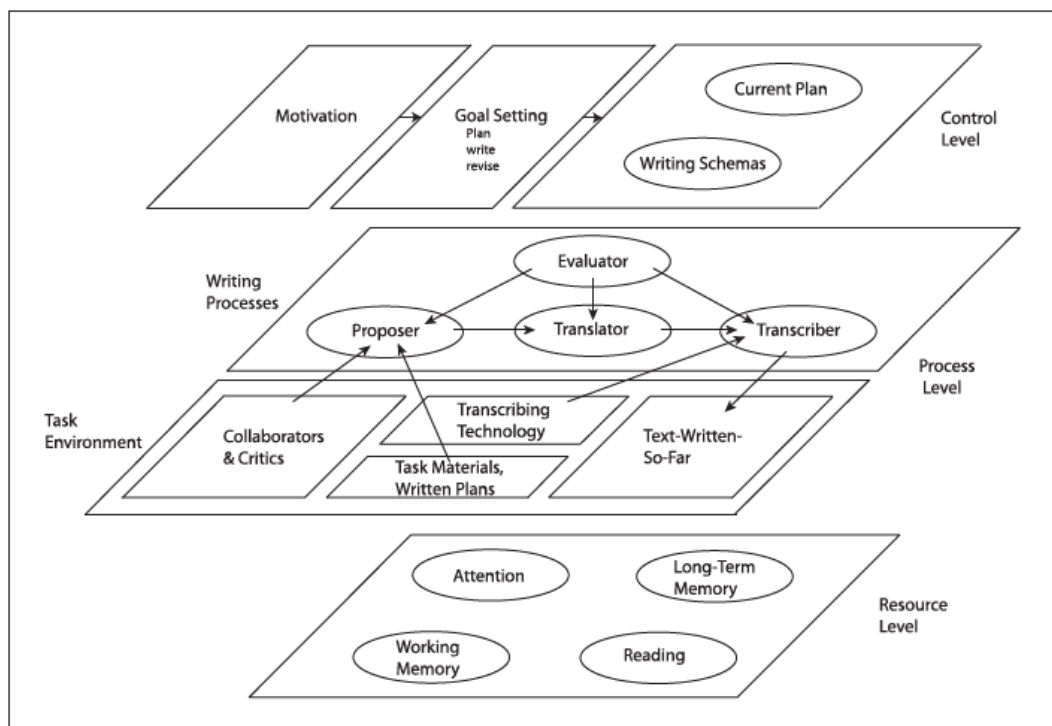 Motivation
Goal Setting
Plan
write
revise
Current Plan
Writing Schemas
Control
Level
Writing
Processes
Evaluator
Proposer
Translator
Transcriber
Process
Level
Task
Environment
Collaborators
& Critics
Transcribing
Technology
Task Materials,
Written Plans
Text-Written-
So-Far
Attention
Long-Term
Memory
Working
Memory
Reading
Resource
Level